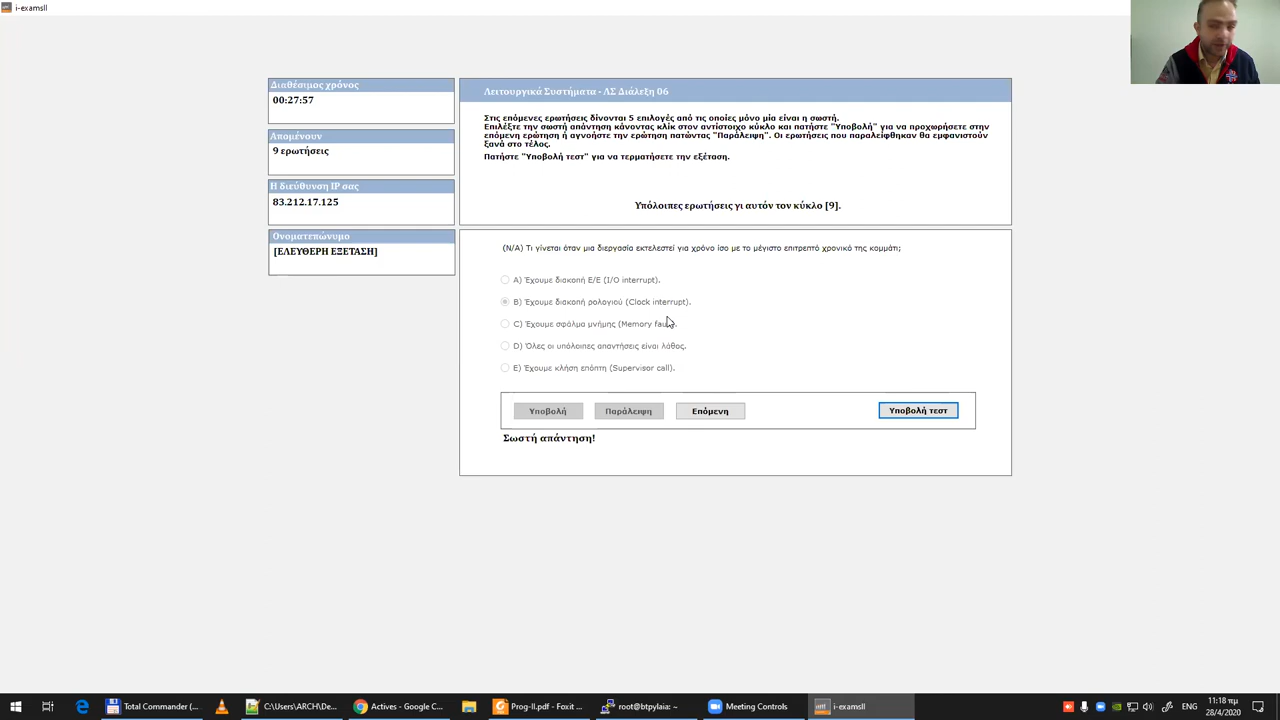 i-examsll
Διαθέσιμος χρόνος
00:27:57
Απομένουν
9 ερωτήσεις
Η διεύθυνση IP σας
83.212.17.125
Ονοματεπώνυμο
[ΕΛΕΥΘΕΡΗ ΕΞΕΤΑΣΗ]
Λειτουργικά Συστήματα - ΛΣ Διάλεξη 06
Στις επόμενες ερωτήσεις δίνονται 5 επιλογές από τις οποίες μόνο μία είναι η σωστή.
Επιλέξτε την σωστή απάντηση κάνοντας κλίκ στον αντίστοιχο κύκλο και πατήστε "Υποβολή" για να προχωρήσετε στην
επόμενη ερώτηση ή αγνοήστε την ερώτηση πατώντας "Παράλειψη". Οι ερωτήσεις που παραλείφθηκαν θα εμφανιστούν
ξανά στο τέλος.
Πατήστε "Υποβολή τεστ" για να τερματήσετε την εξέταση.
Υπόλοιπες ερωτήσεις γι αυτόν τον κύκλο [9].
(N/A) Τι γίνεται όταν μια διεργασία εκτελεστεί για χρόνο ίσο με το μέγιστο επιτρεπτό χρονικό της κομμάτι;
A) Έχουμε διακοπή Ε/Ε (I/O interrupt).
B) Έχουμε διακοπή ρολογιού (Clock interrupt).
C) Έχουμε σφάλμα μνήμης (Memory
D) Όλες οι υπόλοιπες απαντήσεις είναι λάθος.
E) Έχουμε κλήση επόπτη (Supervisor call).
Υποβολή Παράλειψη Επόμενη Υποβολή τεστ
Σωστή απάντηση!
Total Commander (... C:\Users\ARCH\De... Actives - Google C... Prog-II.pdf - Foxit ... root@btpylaia: ~ Meeting Controls i-examsll ENG 11:18 πμ
28/4/2020